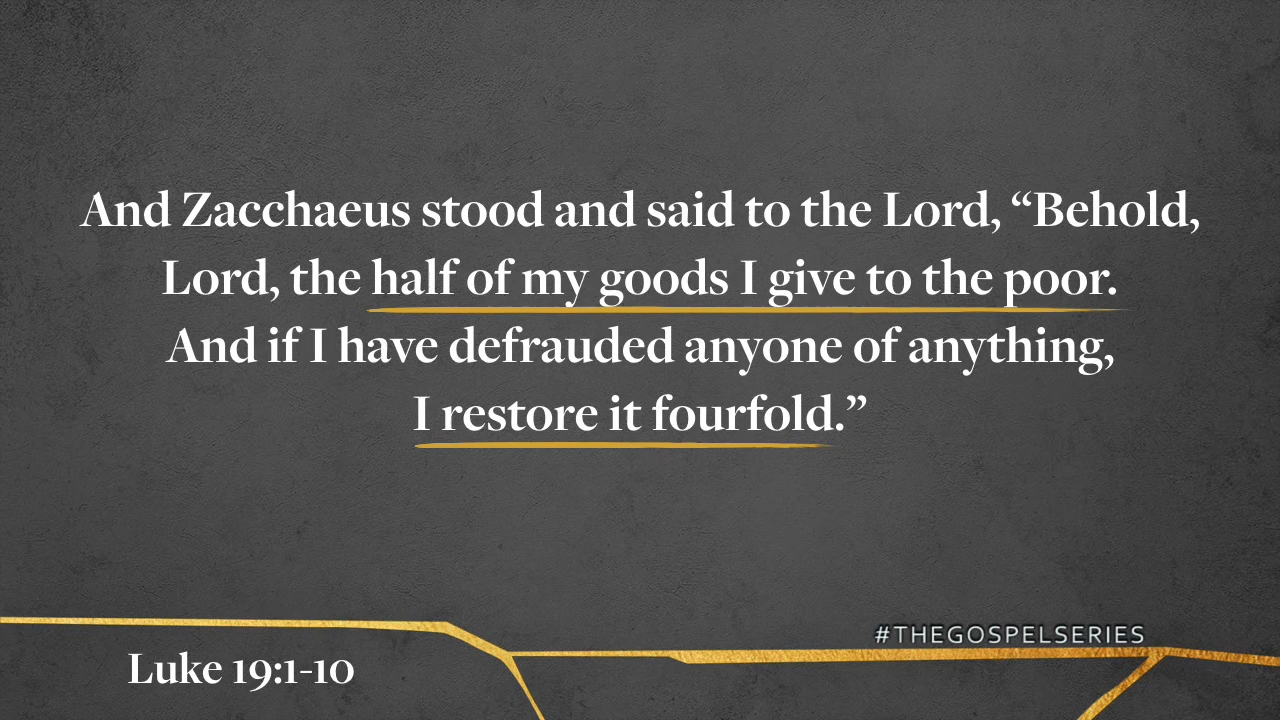 And Zacchaeus stood and said to the Lord, “Behold,
Lord, the half of my goods I give to the poor.
And if I have defrauded anyone of anything,
I restore it fourfold.”
#THEGOSPELSERIES
Luke 19:1-10